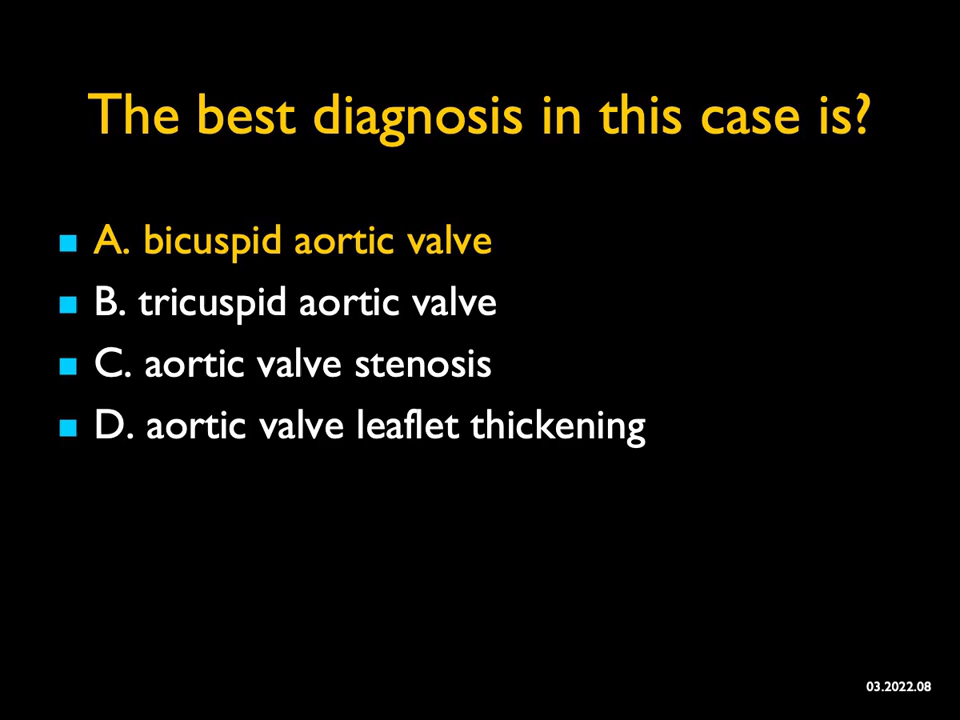 The best diagnosis in this case is?
A. bicuspid aortic valve
B. tricuspid aortic valve
C. aortic valve stenosis
D. aortic valve leaflet thickening
03.2022.08